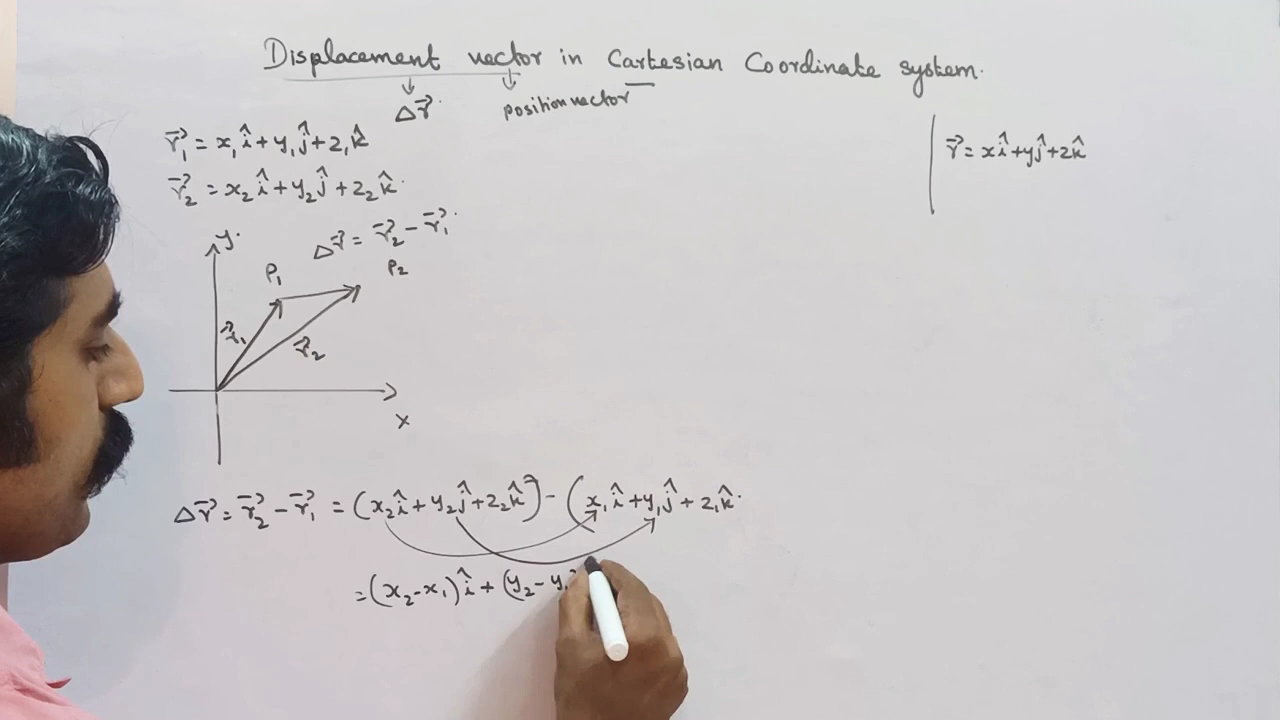 Displacement vector in Cartesian Coordinate system.
↓ ↓
Δr⃗. position vector
r⃗₁ = x₁î + y₁ĵ + z₁k̂
r⃗₂ = x₂î + y₂ĵ + z₂k̂.
r⃗ = xî + yĵ + zk̂
Δr⃗ = r⃗₂ - r⃗₁.
y.
P₁
P₂
r⃗₁
r⃗₂
x
Δr⃗ = r⃗₂ - r⃗₁ = (x₂î + y₂ĵ + z₂k̂) - (x₁î + y₁ĵ + z₁k̂.
= (x₂ - x₁)î + (y₂ - y₁)